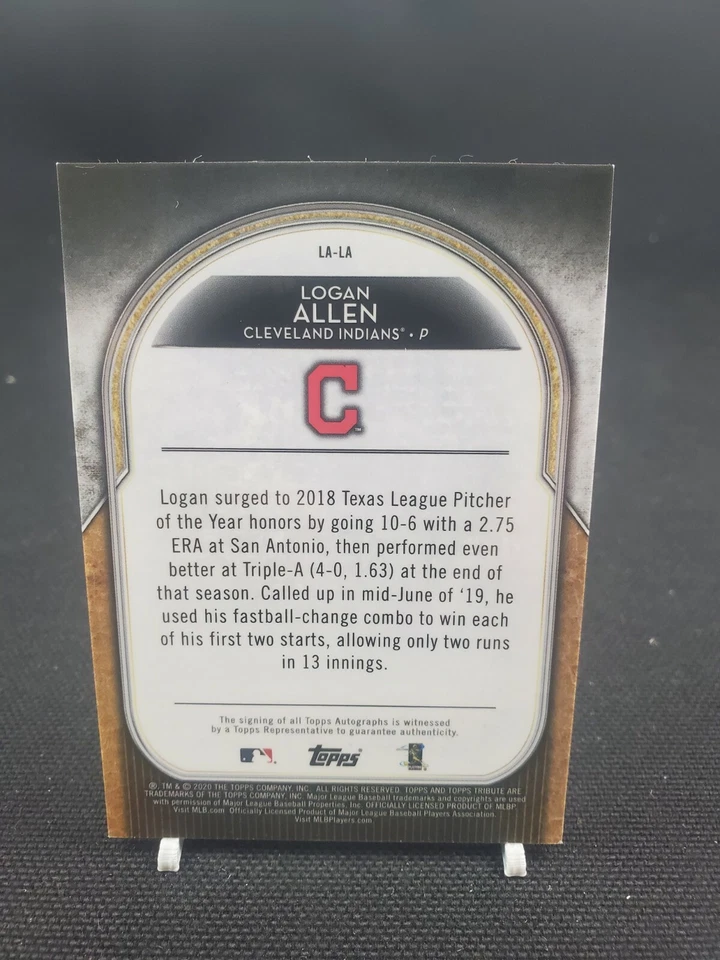 LA-LA
LOGAN
ALLEN
CLEVELAND INDIANS® • P
C™
Logan surged to 2018 Texas League Pitcher
of the Year honors by going 10-6 with a 2.75
ERA at San Antonio, then performed even
better at Triple-A (4-0, 1.63) at the end of
that season. Called up in mid-June of ‘19, he
used his fastball-change combo to win each
of his first two starts, allowing only two runs
in 13 innings.
The signing of all Topps Autographs is witnessed
by a Topps Representative to guarantee authenticity.
Topps
®, TM & © 2020 THE TOPPS COMPANY, INC. ALL RIGHTS RESERVED. TOPPS AND TOPPS TRIBUTE ARE
TRADEMARKS OF THE TOPPS COMPANY, INC. Major League Baseball trademarks and copyrights are used
with permission of Major League Baseball Properties, Inc. OFFICIALLY LICENSED PRODUCT OF MLBP.
Visit MLB.com Officially Licensed Product of Major League Baseball Players Association.
Visit MLBPlayers.com